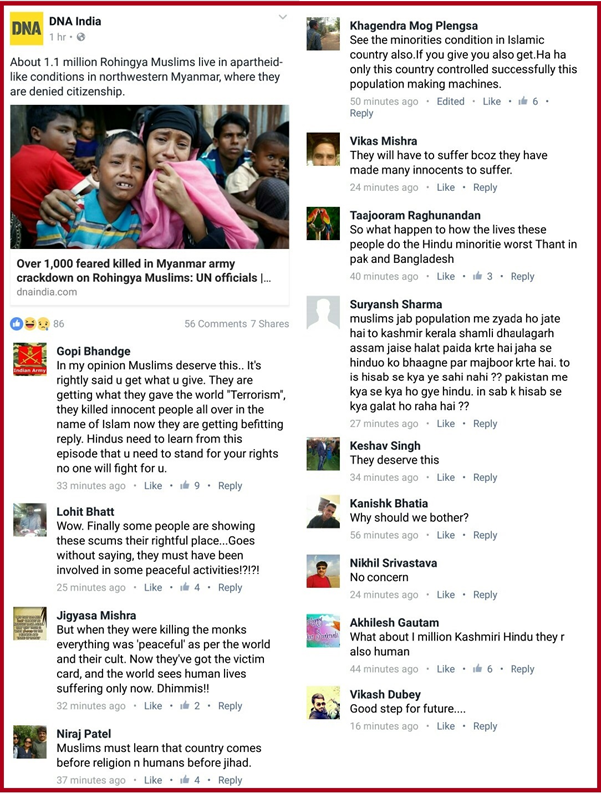 DNA
DNA India
1 hr
About 1.1 million Rohingya Muslims live in apartheid-
like conditions in northwestern Myanmar, where they
are denied citizenship.
Over 1,000 feared killed in Myanmar army
crackdown on Rohingya Muslims: UN officials |...
dnaindia.com
86
56 Comments 7 Shares
Indian Army
Gopi Bhandge
In my opinion Muslims deserve this.. It's
rightly said u get what u give. They are
getting what they gave the world "Terrorism",
they killed innocent people all over in the
name of Islam now they are getting befitting
reply. Hindus need to learn from this
episode that u need to stand for your rights
no one will fight for u.
33 minutes ago • Like • 9 • Reply
Lohit Bhatt
Wow. Finally some people are showing
these scums their rightful place...Goes
without saying, they must have been
involved in some peaceful activities!?!?!
25 minutes ago • Like • 4 • Reply
Jigyasa Mishra
But when they were killing the monks
everything was 'peaceful' as per the world
and their cult. Now they've got the victim
card, and the world sees human lives
suffering only now. Dhimmis!!
32 minutes ago • Like • 2 • Reply
Niraj Patel
Muslims must learn that country comes
before religion n humans before jihad.
37 minutes ago • Like • 4 • Reply
Khagendra Mog Plengsa
See the minorities condition in Islamic
country also.If you give you also get.Ha ha
only this country controlled successfully this
population making machines.
50 minutes ago • Edited • Like • 6 •
Reply
Vikas Mishra
They will have to suffer bcoz they have
made many innocents to suffer.
24 minutes ago • Like • Reply
Taajooram Raghunandan
So what happen to how the lives these
people do the Hindu minoritie worst Thant in
pak and Bangladesh
40 minutes ago • Like • 3 • Reply
Suryansh Sharma
muslims jab population me zyada ho jate
hai to kashmir kerala shamli dhaulagarh
assam jaise halat paida krte hai jaha se
hinduo ko bhaagne par majboor krte hai. to
is hisab se kya ye sahi nahi ?? pakistan me
kya se kya ho gye hindu. in sab k hisab se
kya galat ho raha hai ??
27 minutes ago • Like • Reply
Keshav Singh
They deserve this
34 minutes ago • Like • Reply
Kanishk Bhatia
Why should we bother?
56 minutes ago • Like • Reply
Nikhil Srivastava
No concern
24 minutes ago • Like • Reply
Akhilesh Gautam
What about I million Kashmiri Hindu they r
also human
44 minutes ago • Like • 6 • Reply
Vikash Dubey
Good step for future....
16 minutes ago • Like • Reply